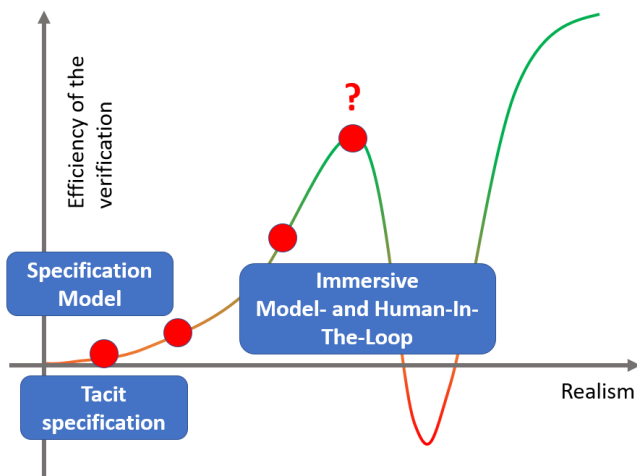 Efficiency of the
verification
?
Specification
Model
Immersive
Model- and Human-In-
The-Loop
Realism
Tacit
specification